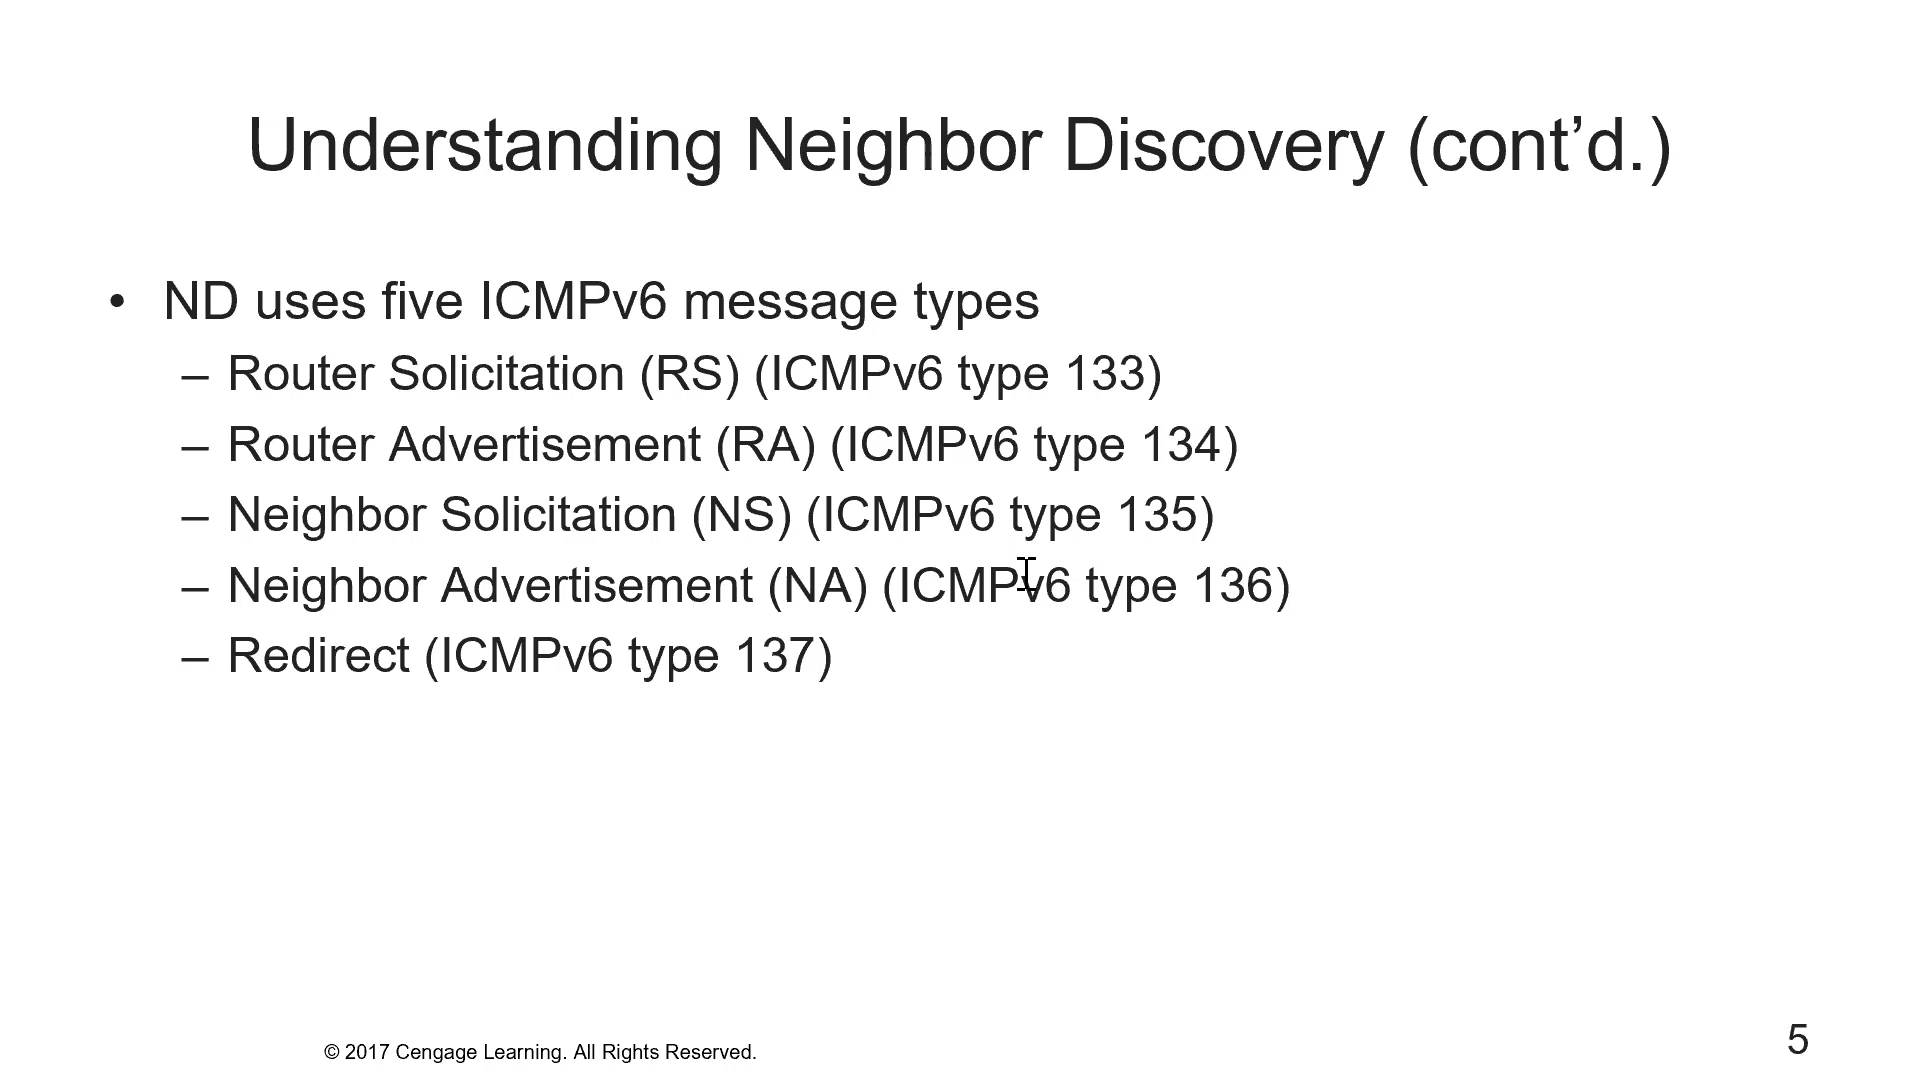 Understanding Neighbor Discovery (cont’d.)
• ND uses five ICMPv6 message types
– Router Solicitation (RS) (ICMPv6 type 133)
– Router Advertisement (RA) (ICMPv6 type 134)
– Neighbor Solicitation (NS) (ICMPv6 type 135)
– Neighbor Advertisement (NA) (ICMPv6 type 136)
– Redirect (ICMPv6 type 137)
© 2017 Cengage Learning. All Rights Reserved.
5